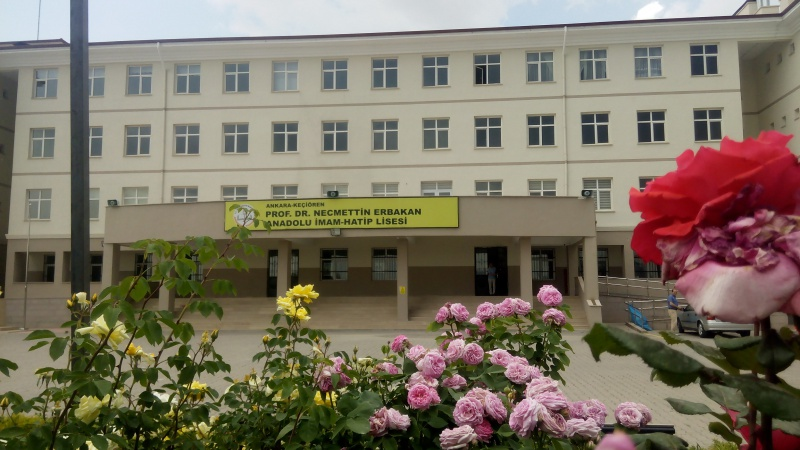 ANKARA-KEÇİÖREN
PROF. DR. NECMETTİN ERBAKAN
ANADOLU İMAM-HATİP LİSESİ